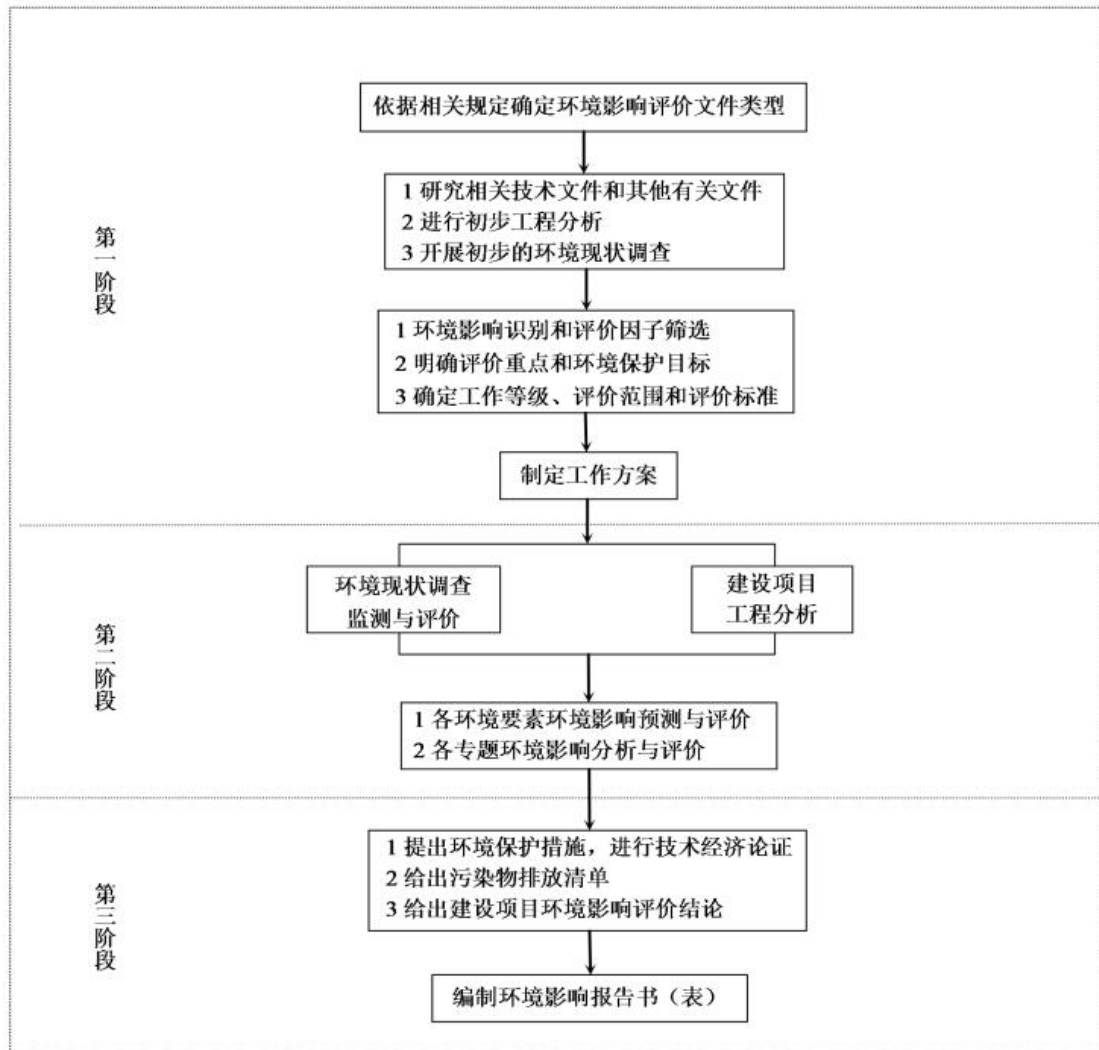 依据相关规定确定环境影响评价文件类型
1 研究相关技术文件和其他有关文件
2 进行初步工程分析
3 开展初步的环境现状调查
第一阶段
1 环境影响识别和评价因子筛选
2 明确评价重点和环境保护目标
3 确定工作等级、评价范围和评价标准
制定工作方案
环境现状调查
监测与评价
建设项目
工程分析
第二阶段
1 各环境要素环境影响预测与评价
2 各专题环境影响分析与评价
1 提出环境保护措施，进行技术经济论证
2 给出污染物排放清单
3 给出建设项目环境影响评价结论
第三阶段
编制环境影响报告书（表）